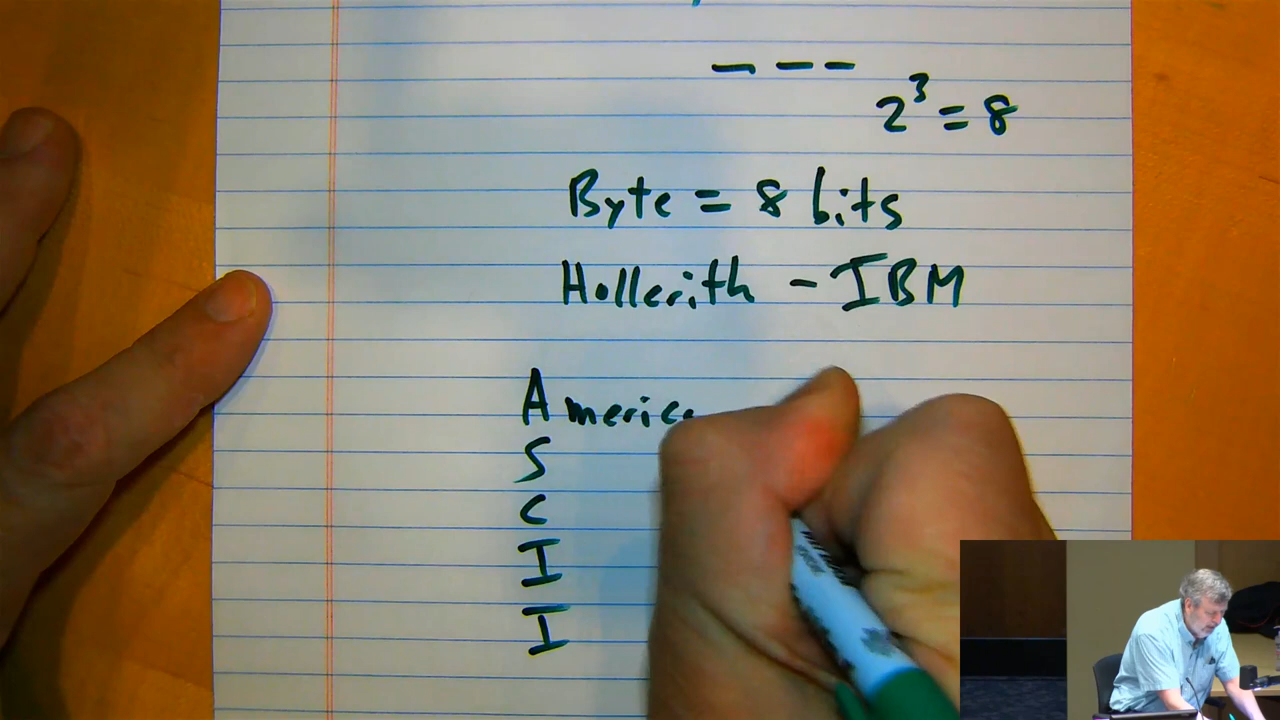 2³ = 8
Byte = 8 bits
Hollerith - IBM
Americ
S
C
I
I